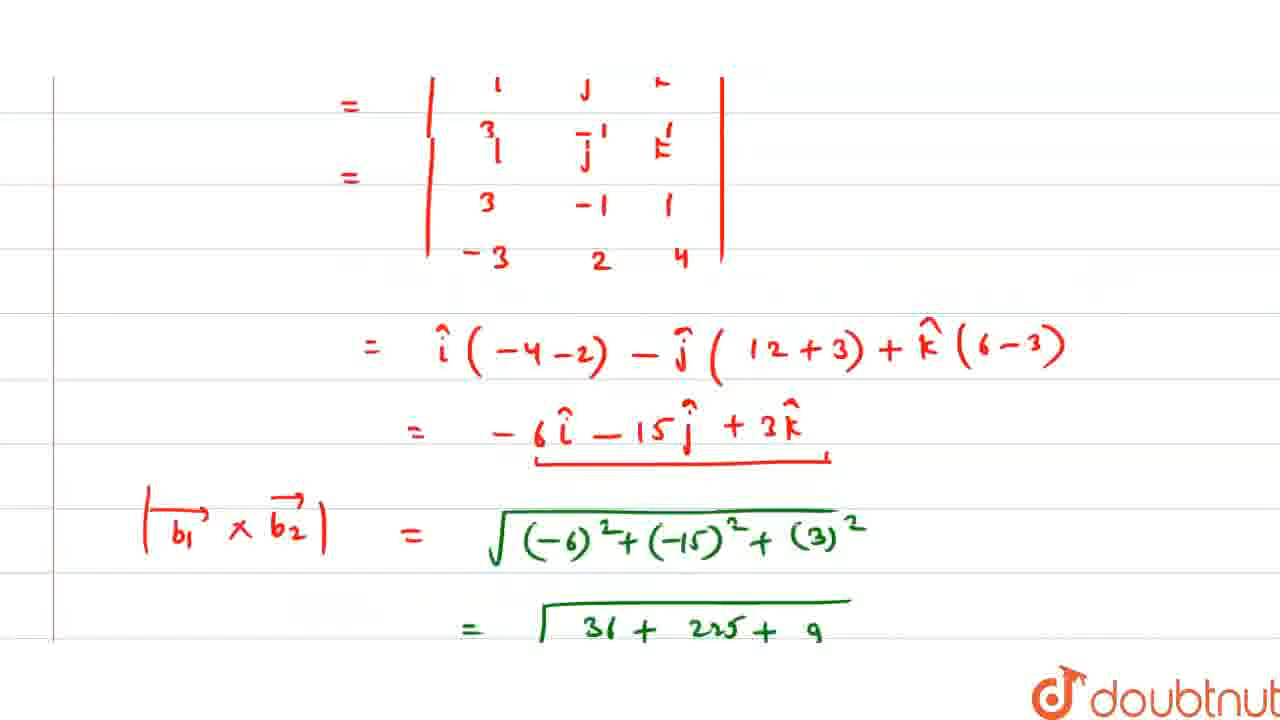 = | i j k |
3 -1 1
= | i j k |
3 -1 1
-3 2 4
= î (-4-2) - ĵ ( 12+3) + k̂ (6-3)
= -6î - 15ĵ + 3k̂
|b₁⃗ × b₂⃗| = √((-6)² + (-15)² + (3)²)
= √(36 + 225 + 9)
doubtnut